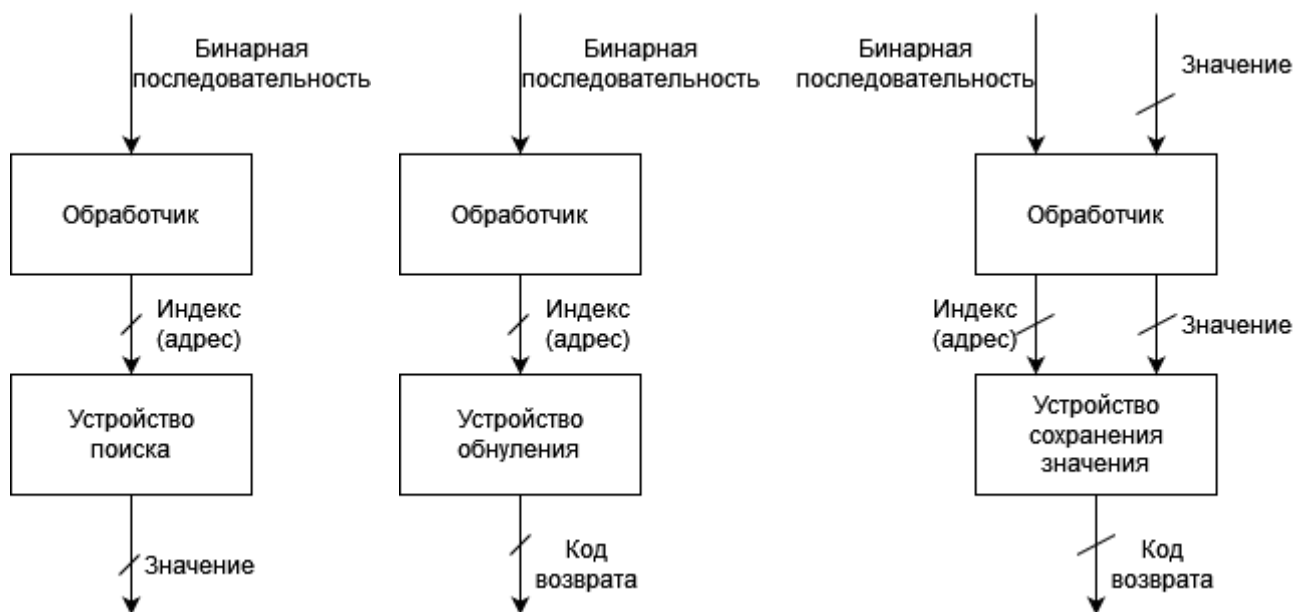 Бинарная
последовательность
Обработчик
Индекс
(адрес)
Устройство
поиска
Значение
Бинарная
последовательность
Обработчик
Индекс
(адрес)
Устройство
обнуления
Код
возврата
Бинарная
последовательность
Значение
Обработчик
Индекс
(адрес)
Значение
Устройство
сохранения
значения
Код
возврата